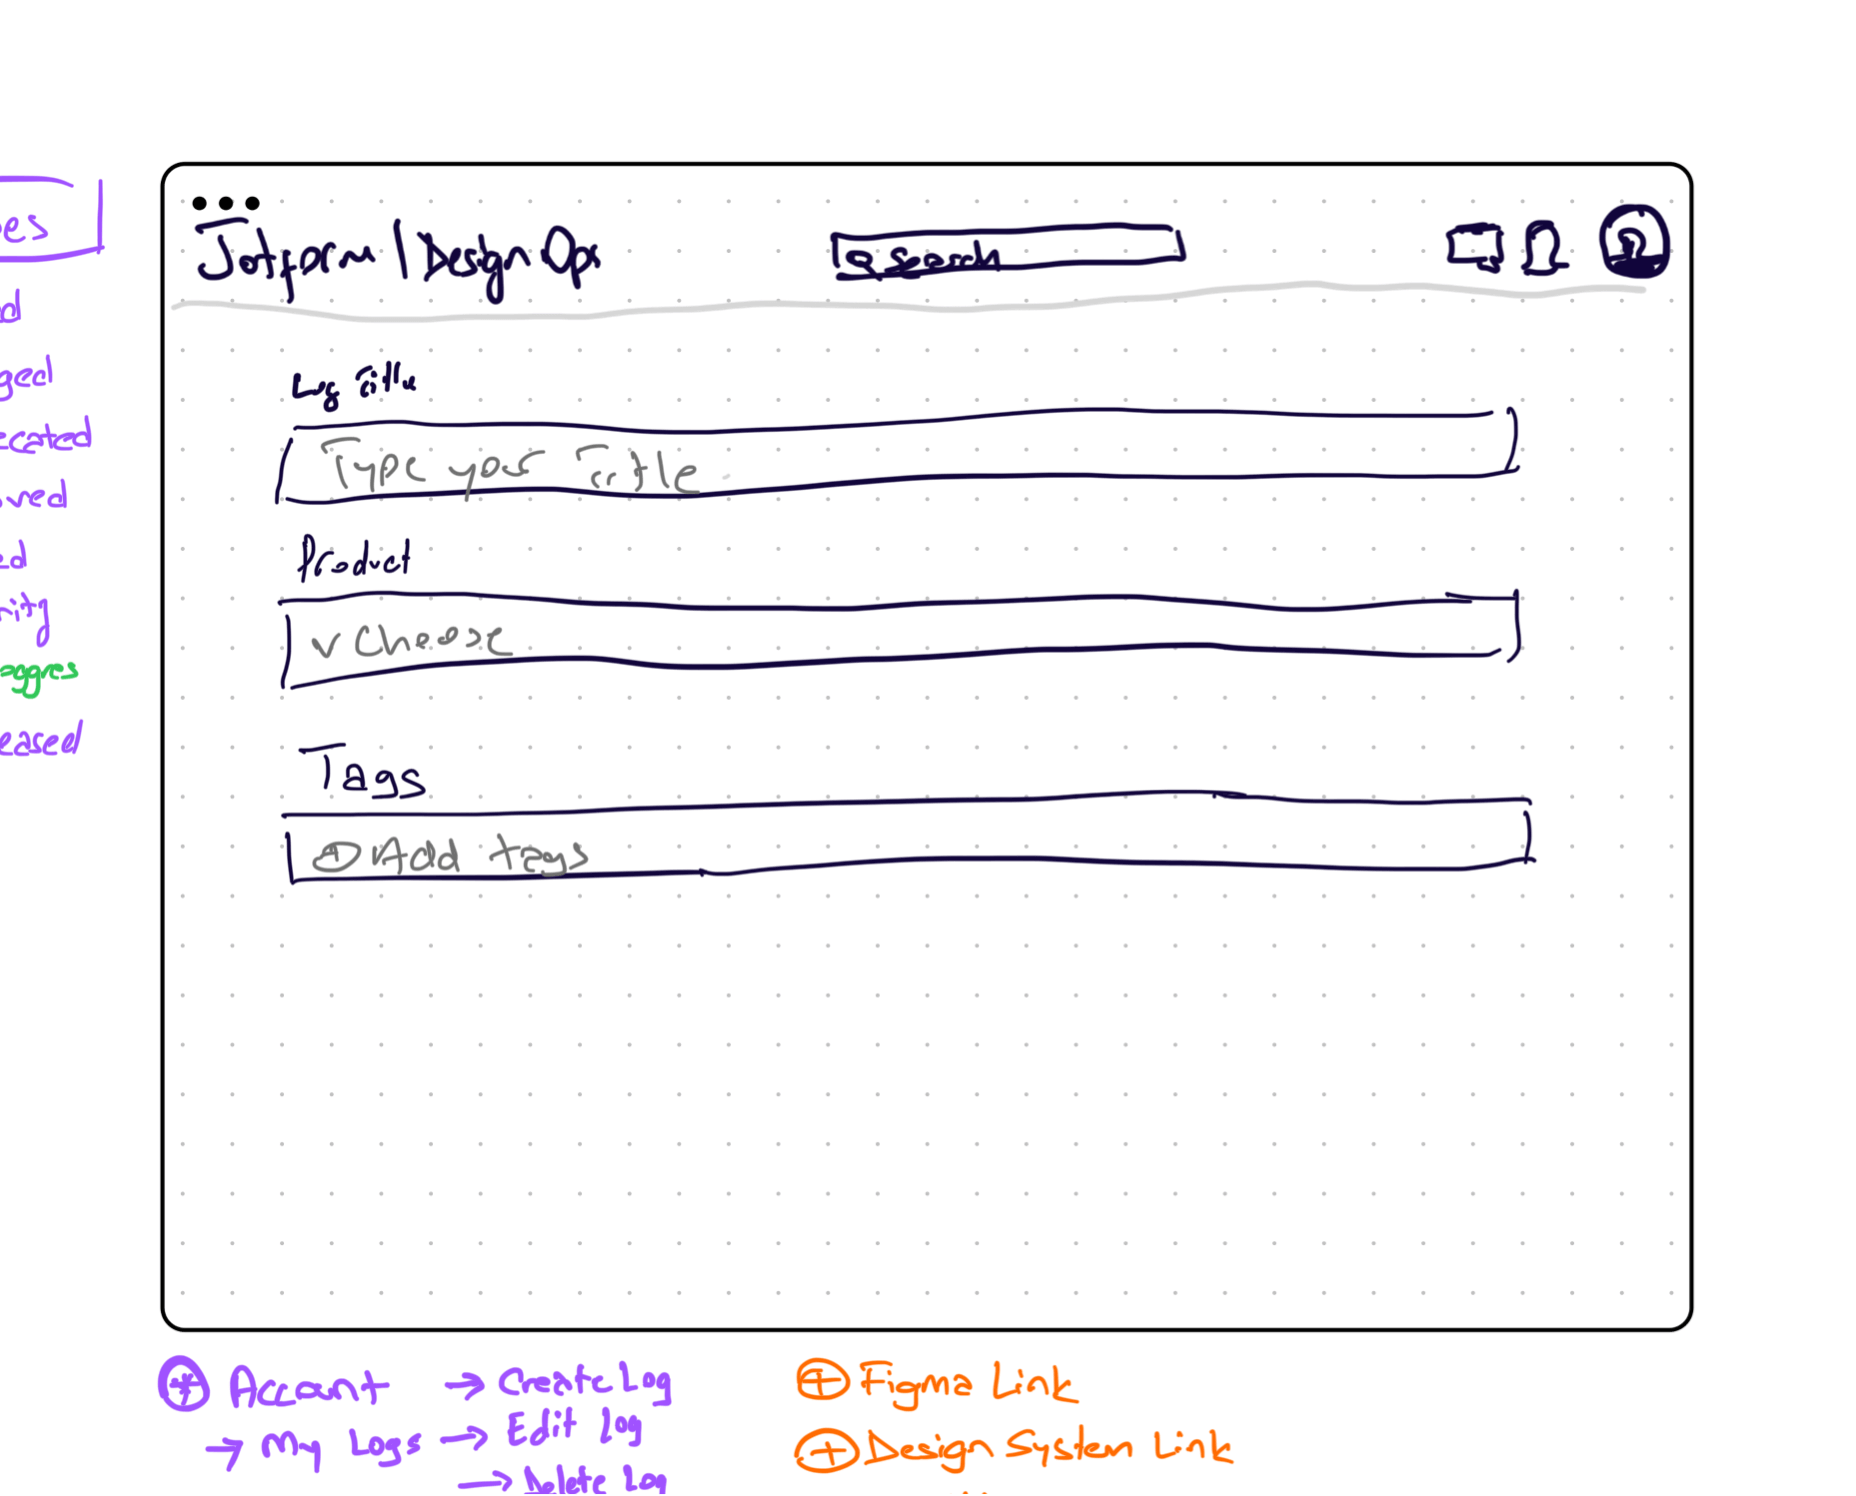 es
Jotform | Design Ops
search
d
Log Title
ged
cated
Type your Title
ved
ed
Product
rity
v Choose
aggres
eased
Tags
+ Add tags
Account → Create Log
→ My Logs → Edit log
→ Delete Log
+ Figma Link
+ Design System Link